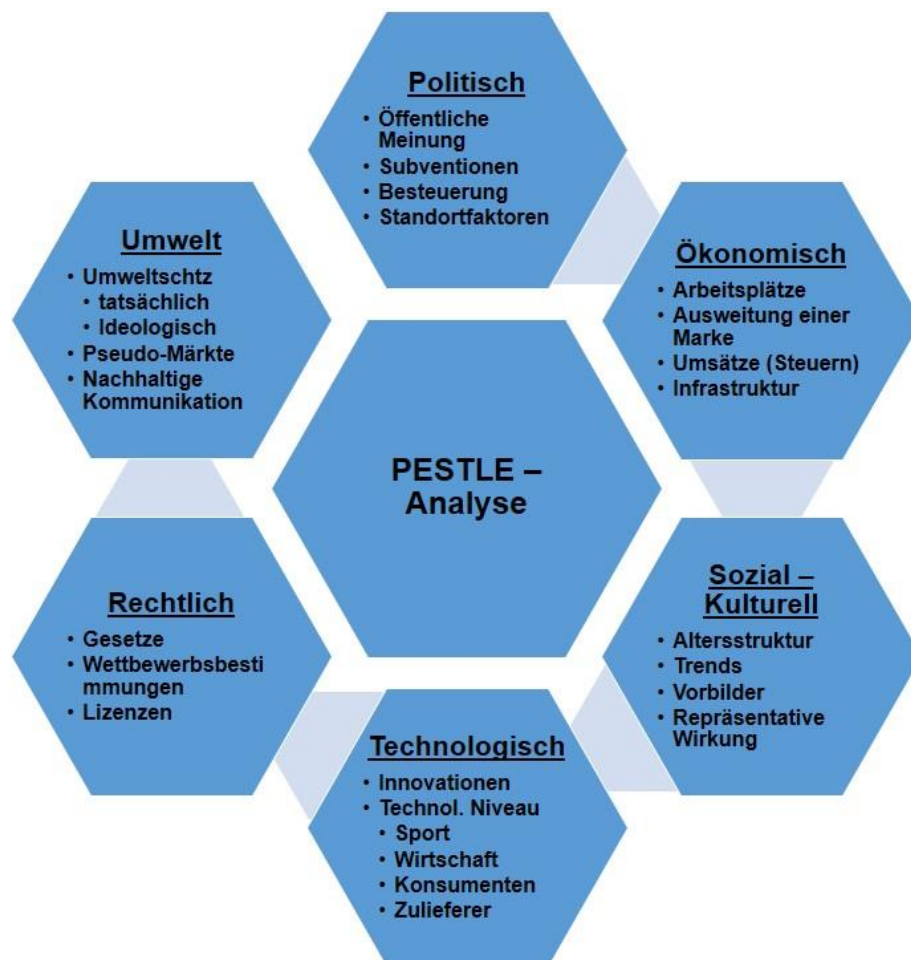 Politisch
• Öffentliche
Meinung
• Subventionen
• Besteuerung
• Standortfaktoren
Ökonomisch
• Arbeitsplätze
• Ausweitung einer
Marke
• Umsätze (Steuern)
• Infrastruktur
Sozial –
Kulturell
• Altersstruktur
• Trends
• Vorbilder
• Repräsentative
Wirkung
Technologisch
• Innovationen
• Technol. Niveau
• Sport
• Wirtschaft
• Konsumenten
• Zulieferer
Rechtlich
• Gesetze
• Wettbewerbsbesti
mmungen
• Lizenzen
Umwelt
• Umweltschtz
• tatsächlich
• Ideologisch
• Pseudo-Märkte
• Nachhaltige
Kommunikation
PESTLE –
Analyse